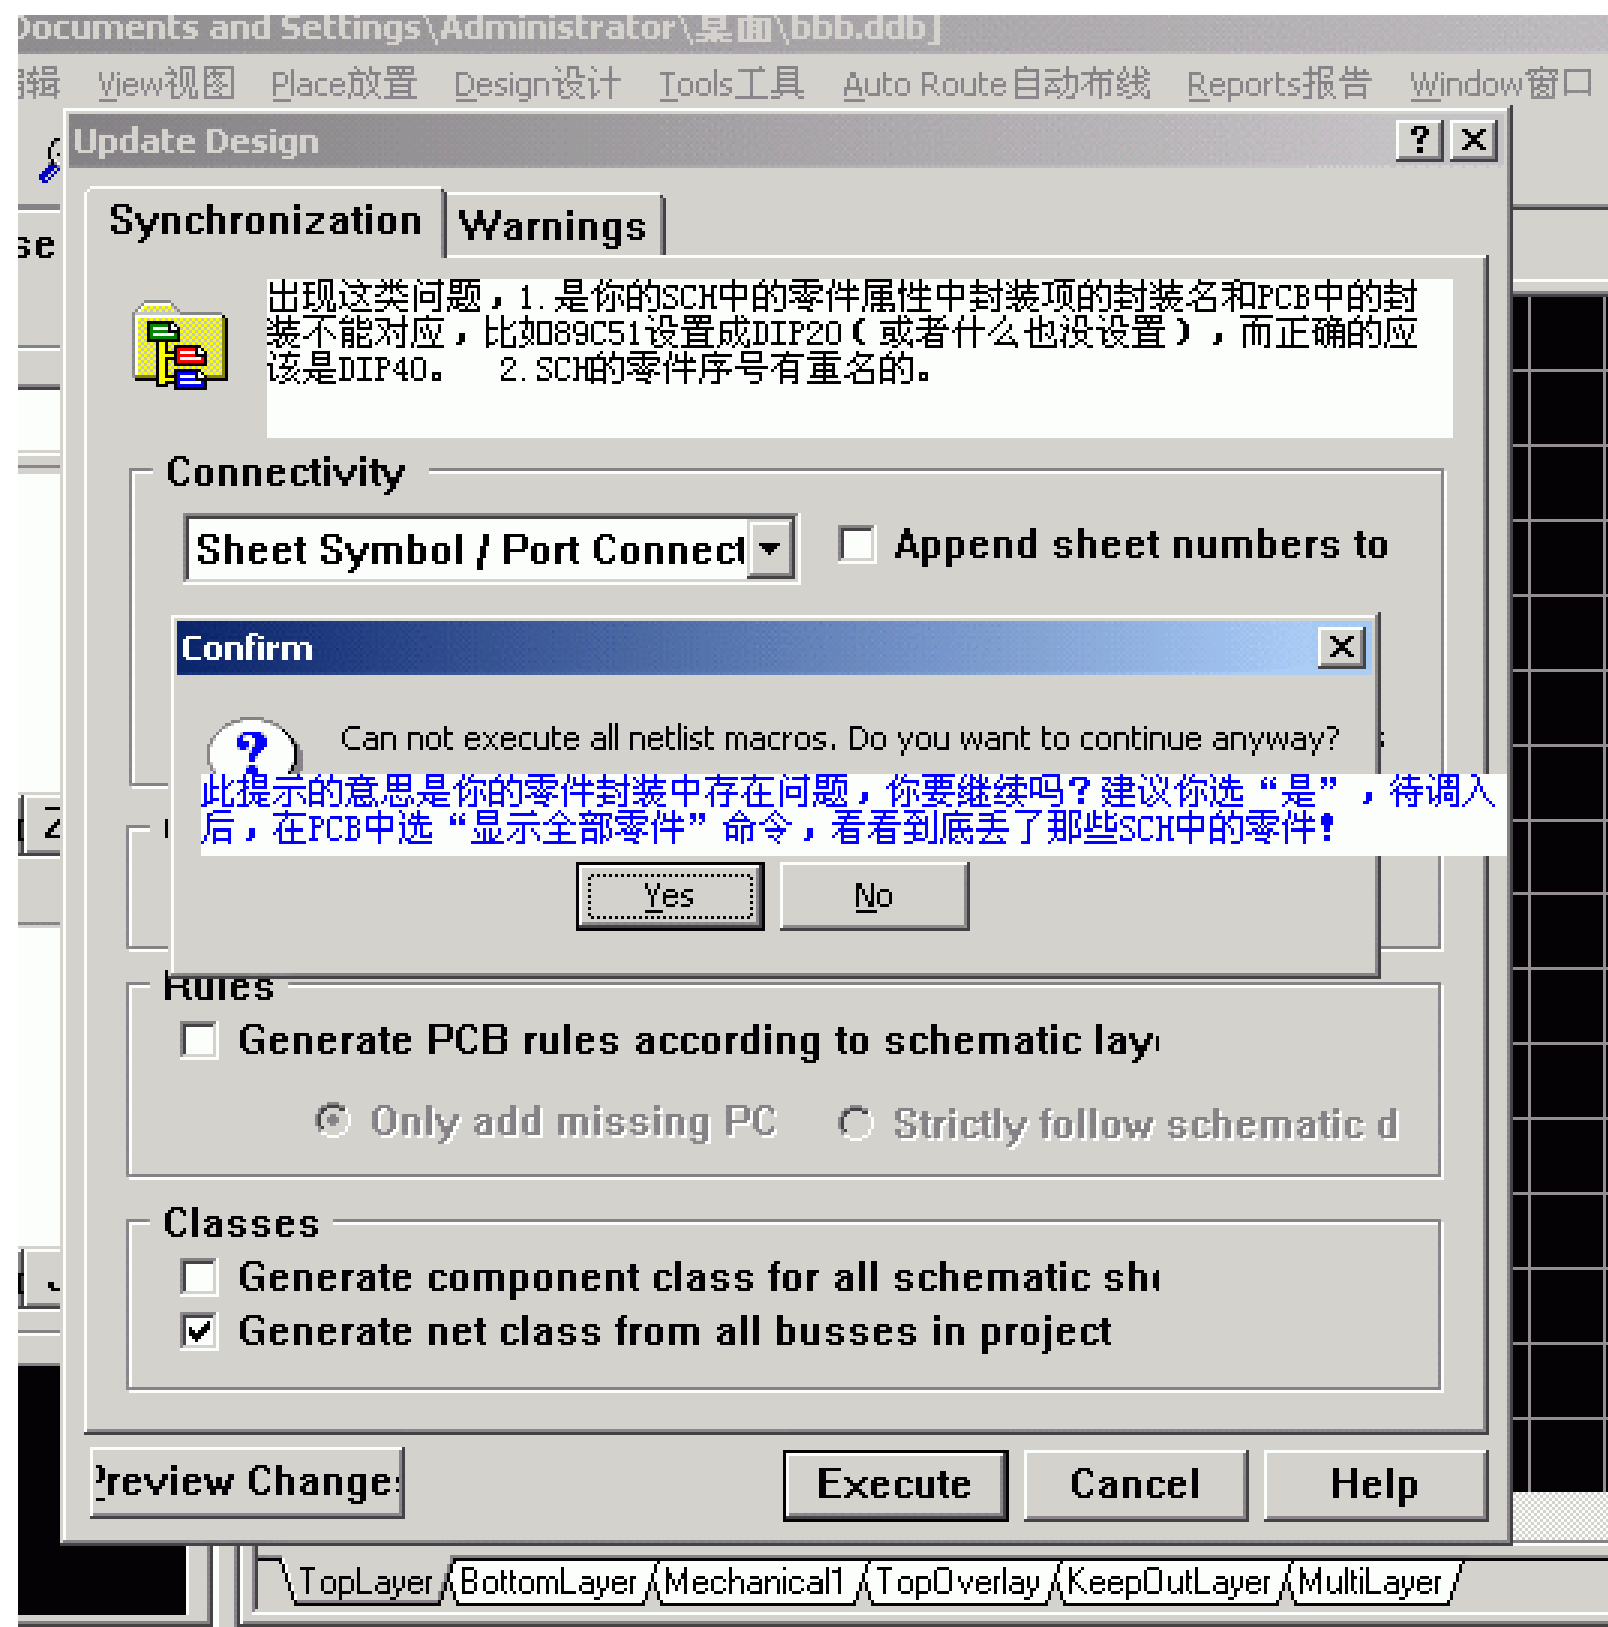 Documents and Settings\Administrator\桌面\bbb.ddb]
编辑 View视图 Place放置 Design设计 Tools工具 Auto Route自动布线 Reports报告 Window窗口
Update Design
Synchronization Warnings
出现这类问题，1.是你的SCH中的零件属性中封装项的封装名和PCB中的封
装不能对应，比如89C51设置成DIP20（或者什么也没设置），而正确的应
该是DIP40。 2.SCH的零件序号有重名的。
Connectivity
Sheet Symbol / Port Connect Append sheet numbers to
Confirm
Can not execute all netlist macros. Do you want to continue anyway?
此提示的意思是你的零件封装中存在问题，你要继续吗？建议你选“是”，待调入
后，在PCB中选“显示全部零件”命令，看看到底丢了那些SCH中的零件！
Yes No
Rules
Generate PCB rules according to schematic lay
Only add missing PC Strictly follow schematic d
Classes
Generate component class for all schematic sh
Generate net class from all busses in project
Preview Changes Execute Cancel Help
TopLayer BottomLayer Mechanical1 TopOverlay KeepOutLayer MultiLayer